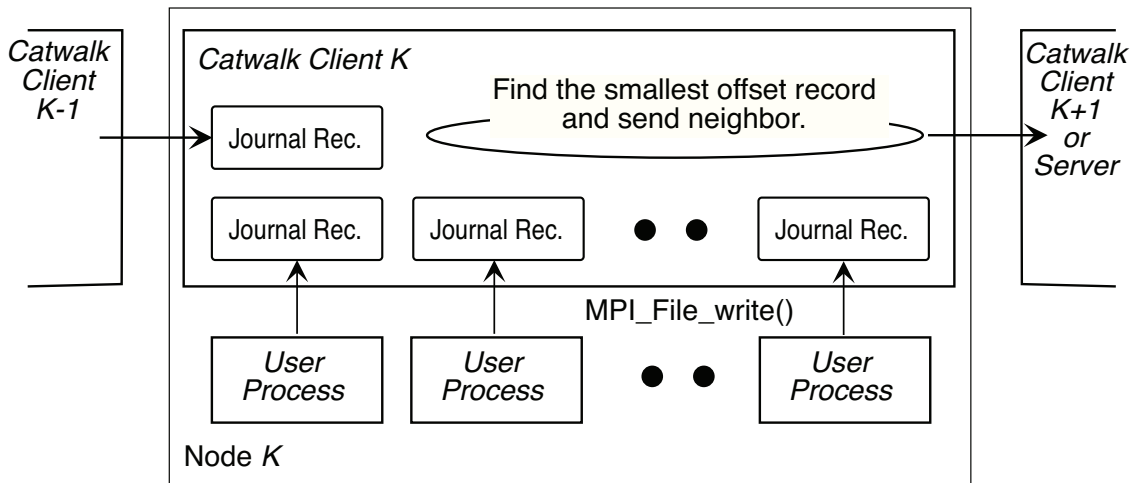 Catwalk
Client
K-1
Catwalk Client K
Find the smallest offset record
and send neighbor.
Catwalk
Client
K+1
or
Server
Journal Rec.
Journal Rec.
Journal Rec.
Journal Rec.
MPI_File_write()
User
Process
User
Process
User
Process
Node K